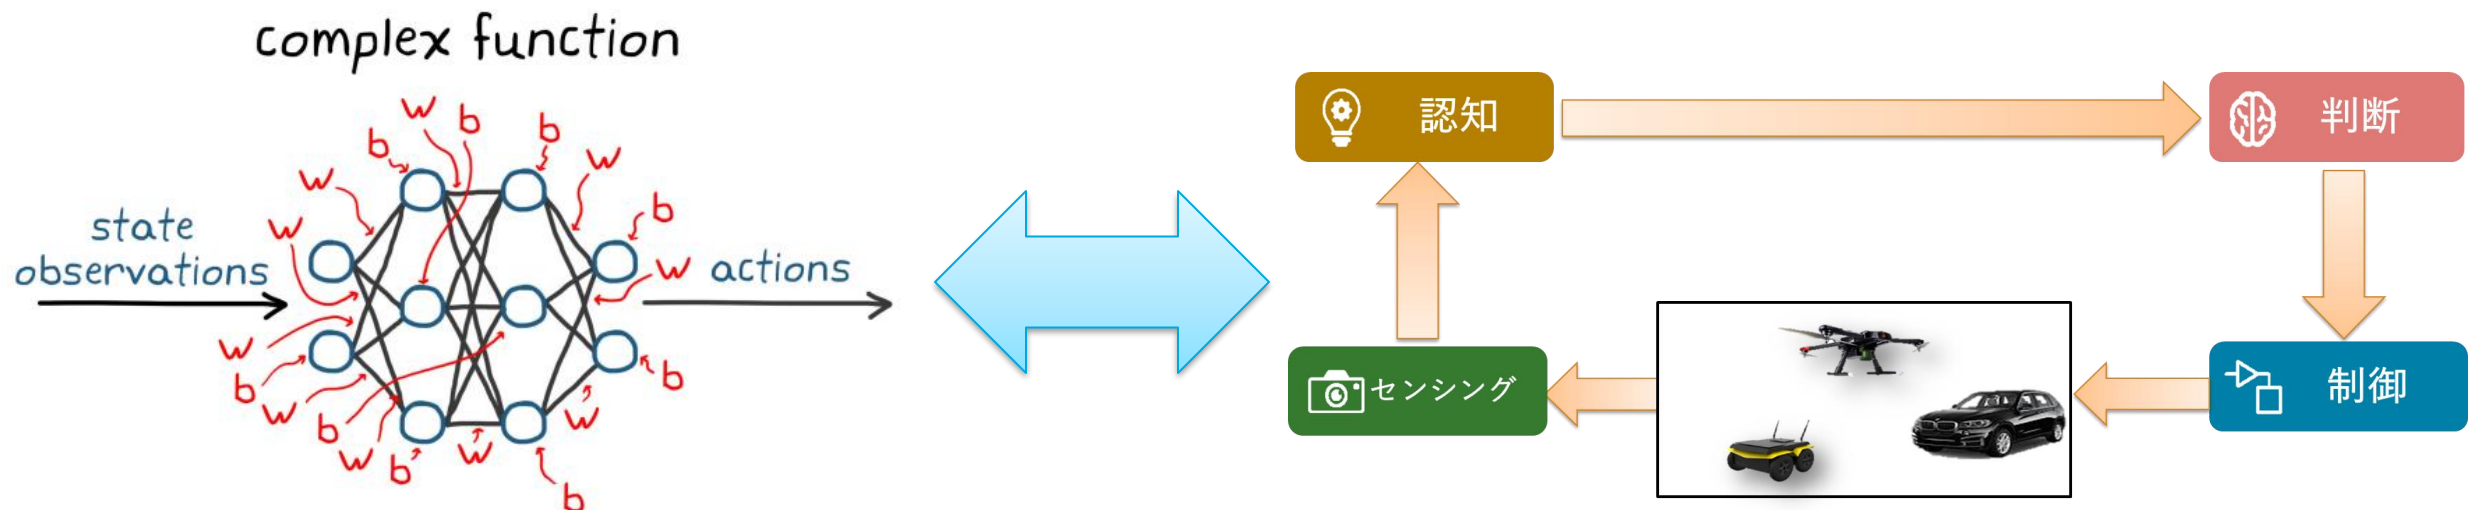 complex function
w
b
b
b
w
w
w
b
state
observations
w
actions
w
b
w
b
b
w
w
b
w
b
認知
判断
センシング
制御